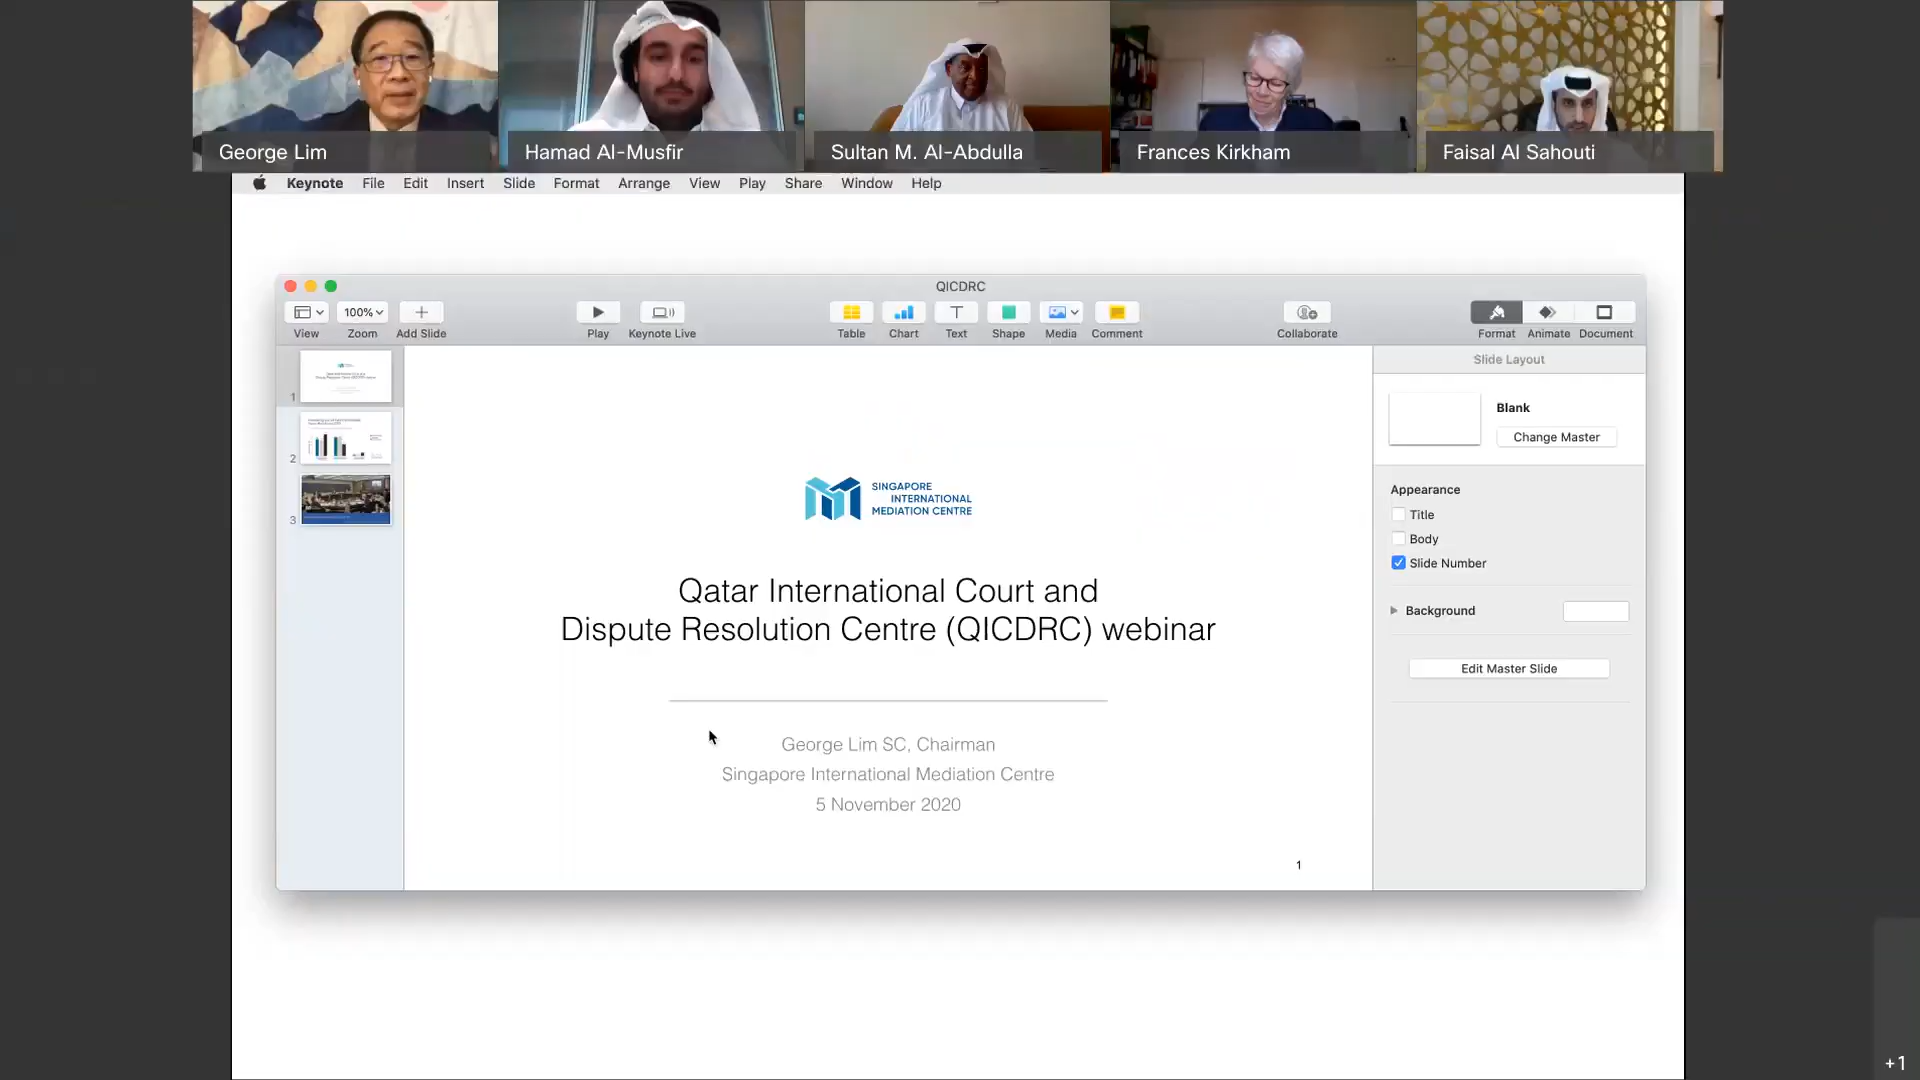 George Lim
Hamad Al-Musfir
Sultan M. Al-Abdulla
Frances Kirkham
Faisal Al Sahouti
Keynote File Edit Insert Slide Format Arrange View Play Share Window Help
QICDRC
100%
View Zoom Add Slide Play Keynote Live Table Chart Text Shape Media Comment Collaborate Format Animate Document
Slide Layout
1
2
3
Blank
Change Master
Appearance
Title
Body
Slide Number
Background
Edit Master Slide
SINGAPORE
INTERNATIONAL
MEDIATION CENTRE
Qatar International Court and
Dispute Resolution Centre (QICDRC) webinar
George Lim SC, Chairman
Singapore International Mediation Centre
5 November 2020
1
+1